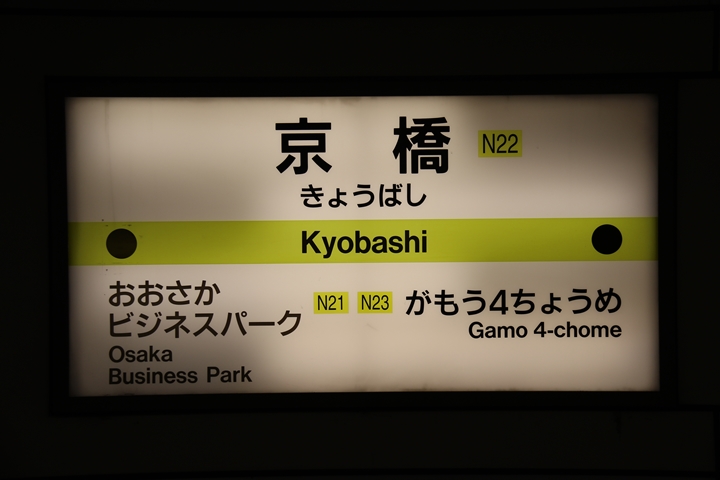 京橋 N22
きょうばし
Kyobashi
おおさか
ビジネスパーク
Osaka
Business Park
N21 N23
がもう4ちょうめ
Gamo 4-chome